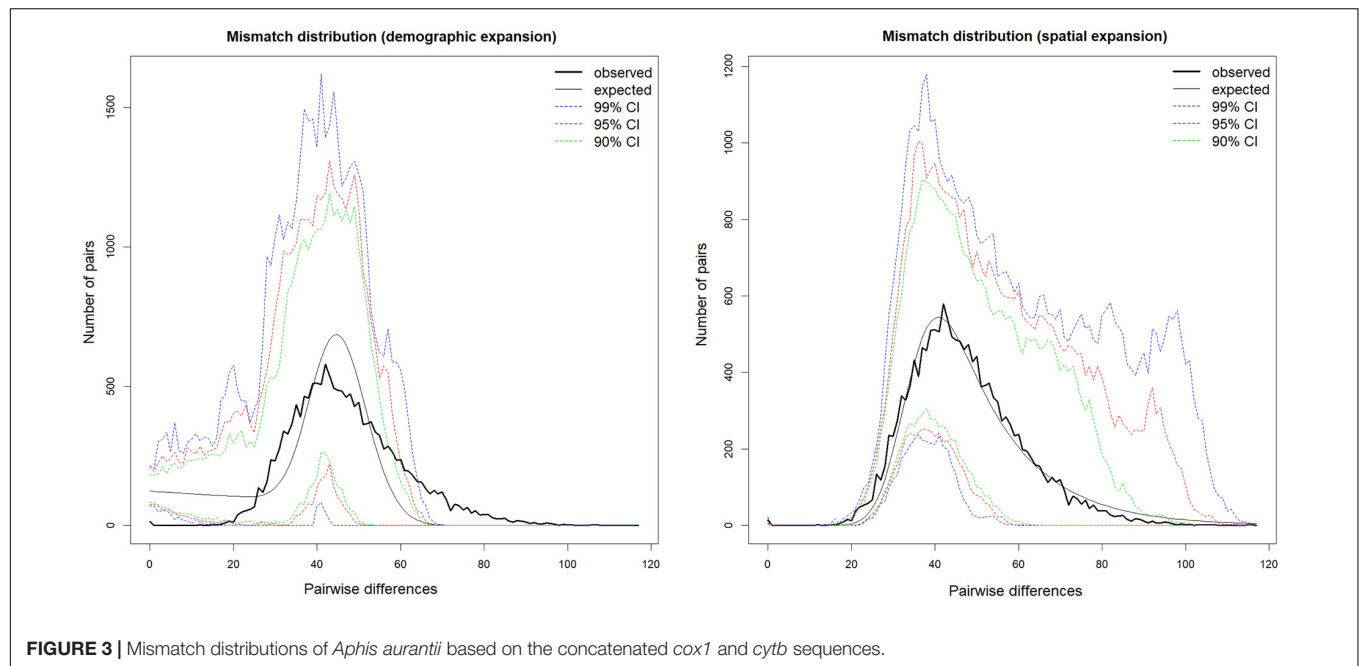 Mismatch distribution (demographic expansion)
observed
expected
99% CI
95% CI
90% CI
Number of pairs
0
500
1000
1500
0 20 40 60 80 100 120
Pairwise differences
Mismatch distribution (spatial expansion)
observed
expected
99% CI
95% CI
90% CI
Number of pairs
0
200
400
600
800
1000
1200
0 20 40 60 80 100 120
Pairwise differences
FIGURE 3 | Mismatch distributions of Aphis aurantii based on the concatenated cox1 and cytb sequences.